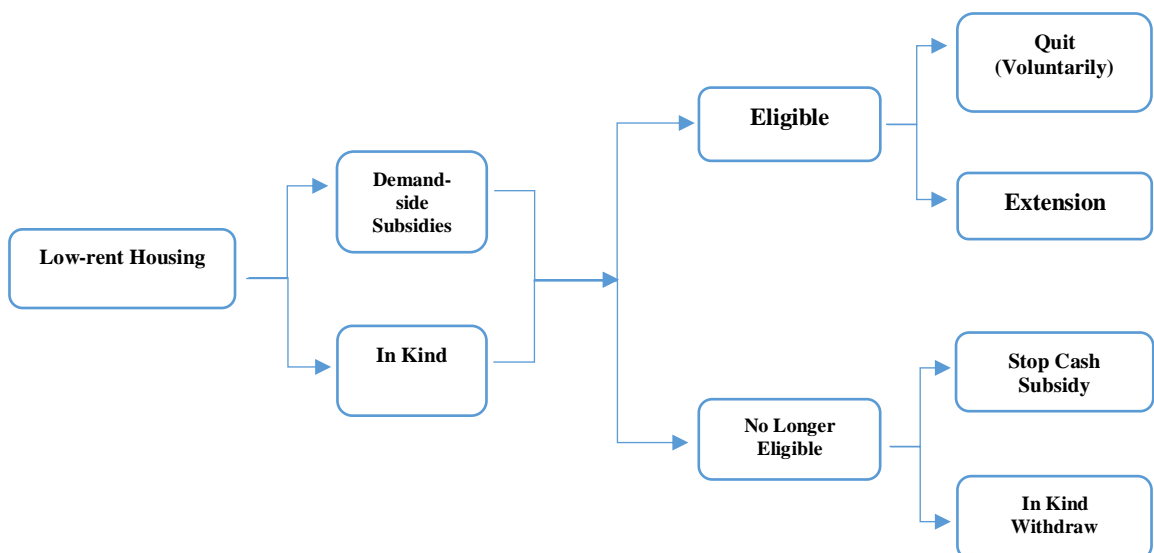 Low-rent Housing
Demand-
side
Subsidies
In Kind
Eligible
No Longer
Eligible
Quit
(Voluntarily)
Extension
Stop Cash
Subsidy
In Kind
Withdraw